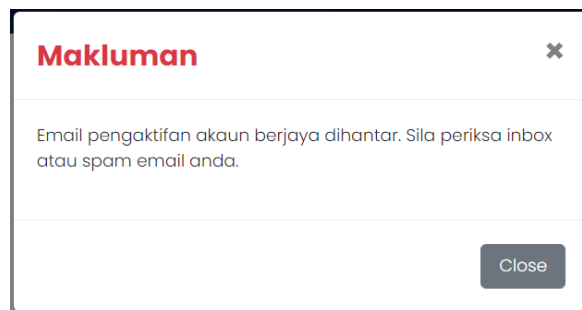 Makluman
Email pengaktifan akaun berjaya dihantar. Sila periksa inbox
atau spam email anda.
Close